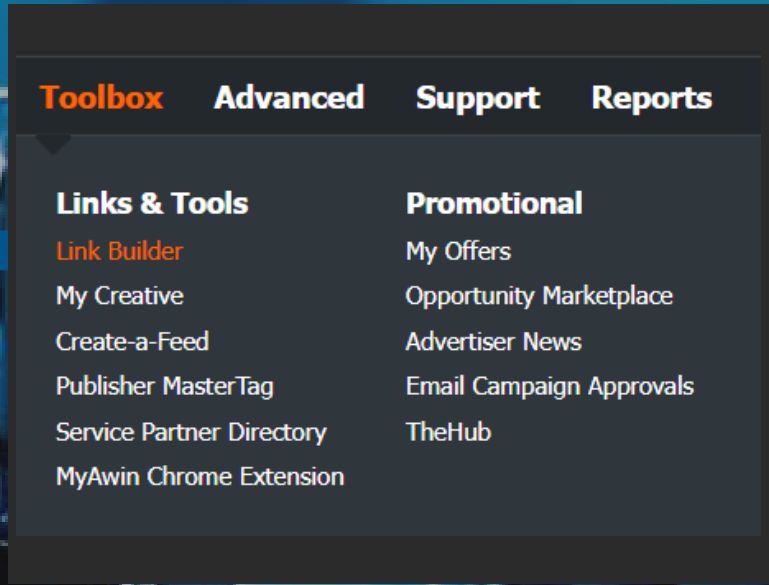 Toolbox Advanced Support Reports
Links & Tools
Link Builder
My Creative
Create-a-Feed
Publisher MasterTag
Service Partner Directory
MyAwin Chrome Extension
Promotional
My Offers
Opportunity Marketplace
Advertiser News
Email Campaign Approvals
TheHub